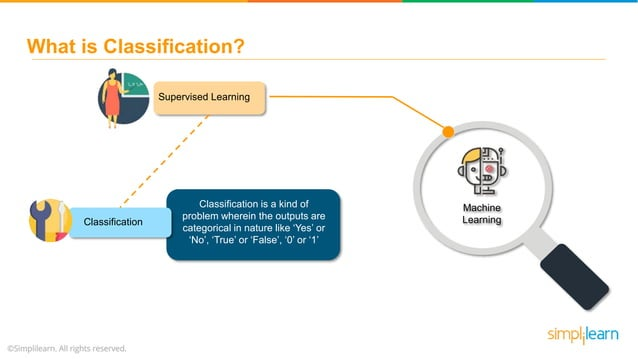 What is Classification?
Supervised Learning
Classification
Classification is a kind of
problem wherein the outputs are
categorical in nature like ‘Yes’ or
‘No’, ‘True’ or ‘False’, ‘0’ or ‘1’
Machine
Learning
simplilearn
©Simplilearn. All rights reserved.